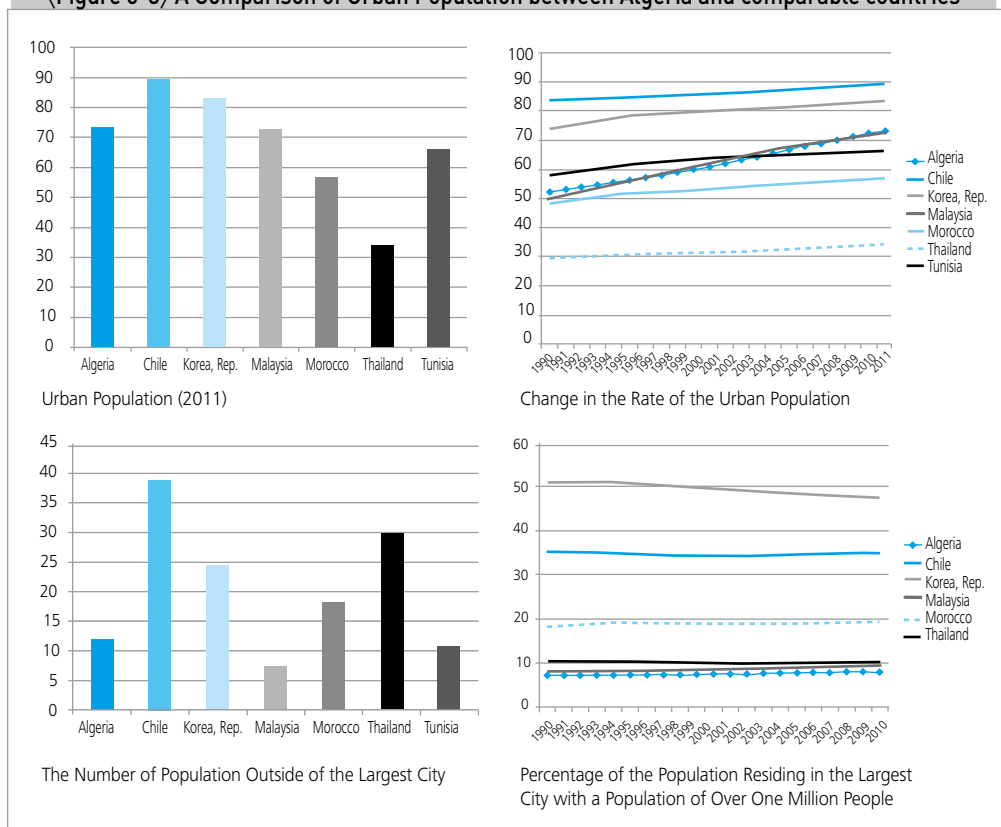 A Comparison of Urban Population between Algeria and comparable countries
100
90
80
70
60
50
40
30
20
10
0
Algeria Chile Korea, Rep. Malaysia Morocco Thailand Tunisia
Urban Population (2011)
100
90
80
70
60
50
40
30
20
10
0
1990 1991 1992 1993 1994 1995 1996 1997 1998 1999 2000 2001 2002 2003 2004 2005 2006 2007 2008 2009 2010 2011
Algeria
Chile
Korea, Rep.
Malaysia
Morocco
Thailand
Tunisia
Change in the Rate of the Urban Population
45
40
35
30
25
20
15
10
5
0
Algeria Chile Korea, Rep. Malaysia Morocco Thailand Tunisia
The Number of Population Outside of the Largest City
60
50
40
30
20
10
0
1990 1991 1992 1993 1994 1995 1996 1997 1998 1999 2000 2001 2002 2003 2004 2005 2006 2007 2008 2009 2010
Algeria
Chile
Korea, Rep.
Malaysia
Morocco
Thailand
Percentage of the Population Residing in the Largest
City with a Population of Over One Million People